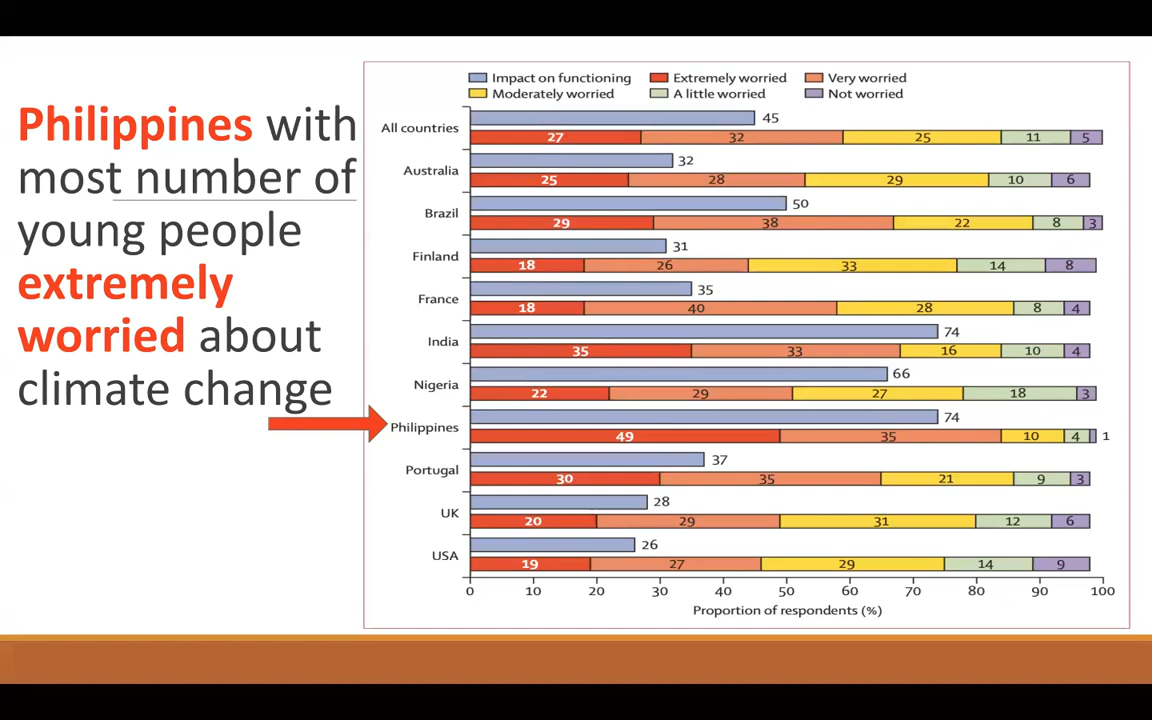 Philippines with
most number of
young people
extremely
worried about
climate change
Impact on functioning Extremely worried Very worried
Moderately worried A little worried Not worried
All countries 45
27 32 25 11 5
Australia 32
25 28 29 10 6
Brazil 50
29 38 22 8 3
Finland 31
18 26 33 14 8
France 35
18 40 28 8 4
India 74
35 33 16 10 4
Nigeria 66
22 29 27 18 3
Philippines 74
49 35 10 4 1
Portugal 37
30 35 21 9 3
UK 28
20 29 31 12 6
USA 26
19 27 29 14 9
0 10 20 30 40 50 60 70 80 90 100
Proportion of respondents (%)